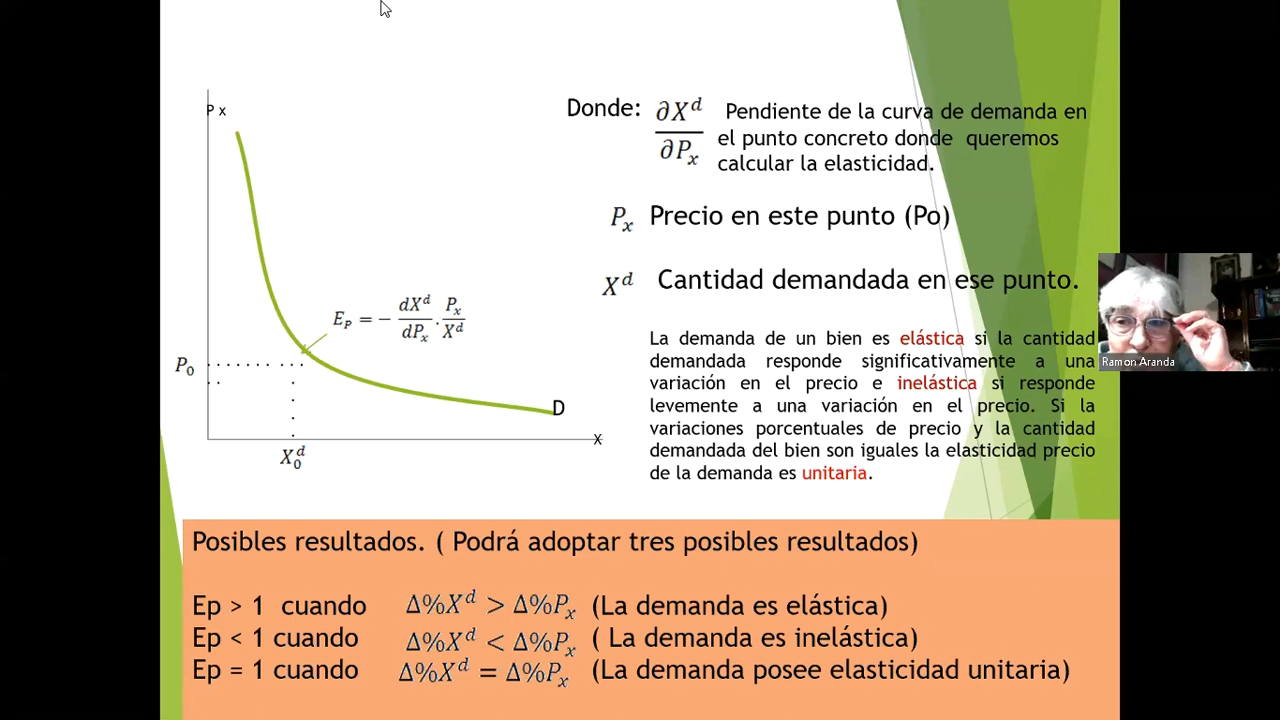 P x
Donde: ∂X^d / ∂P_x Pendiente de la curva de demanda en
el punto concreto donde queremos
calcular la elasticidad.
P_x Precio en este punto (Po)
X^d Cantidad demandada en ese punto.
E_P = − dX^d/dP_x . P_x/X^d
La demanda de un bien es elástica si la cantidad
demandada responde significativamente a una
variación en el precio e inelástica si responde
levemente a una variación en el precio. Si la
variaciones porcentuales de precio y la cantidad
demandada del bien son iguales la elasticidad precio
de la demanda es unitaria.
Ramon Aranda
P_0
D
X
X_0^d
Posibles resultados. ( Podrá adoptar tres posibles resultados)
Ep > 1 cuando Δ%X^d > Δ%P_x (La demanda es elástica)
Ep < 1 cuando Δ%X^d < Δ%P_x ( La demanda es inelástica)
Ep = 1 cuando Δ%X^d = Δ%P_x (La demanda posee elasticidad unitaria)